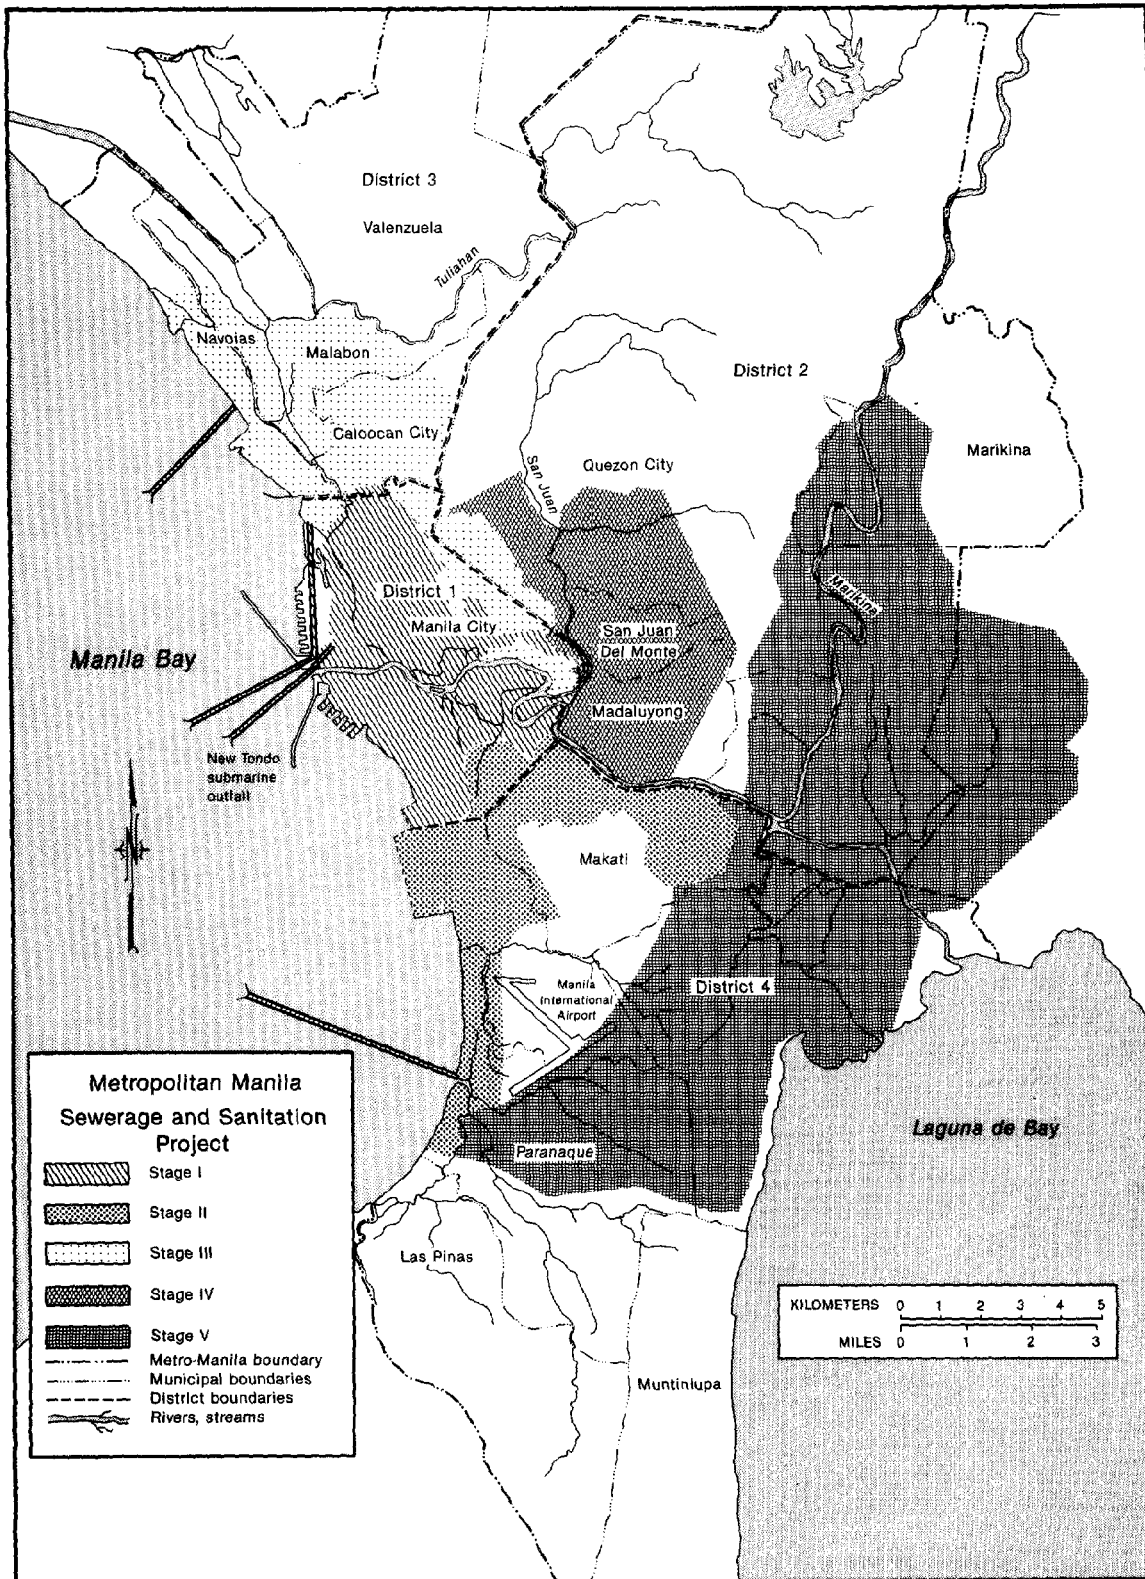 District 3
Valenzuela
Tuliahan
Navotas
Malabon
District 2
Caloocan City
Marikina
San Juan
Quezon City
District 1
Marikina
Manila City
San Juan
Del Monte
Manila Bay
Madaluyong
New Tondo
submarine
outfall
Makati
Manila
International
Airport
District 4
Laguna de Bay
Paranaque
Las Pinas
Muntinlupa
Metropolitan Manila
Sewerage and Sanitation
Project
Stage I
Stage II
Stage III
Stage IV
Stage V
Metro-Manila boundary
Municipal boundaries
District boundaries
Rivers, streams
N
KILOMETERS 0 1 2 3 4 5
MILES 0 1 2 3